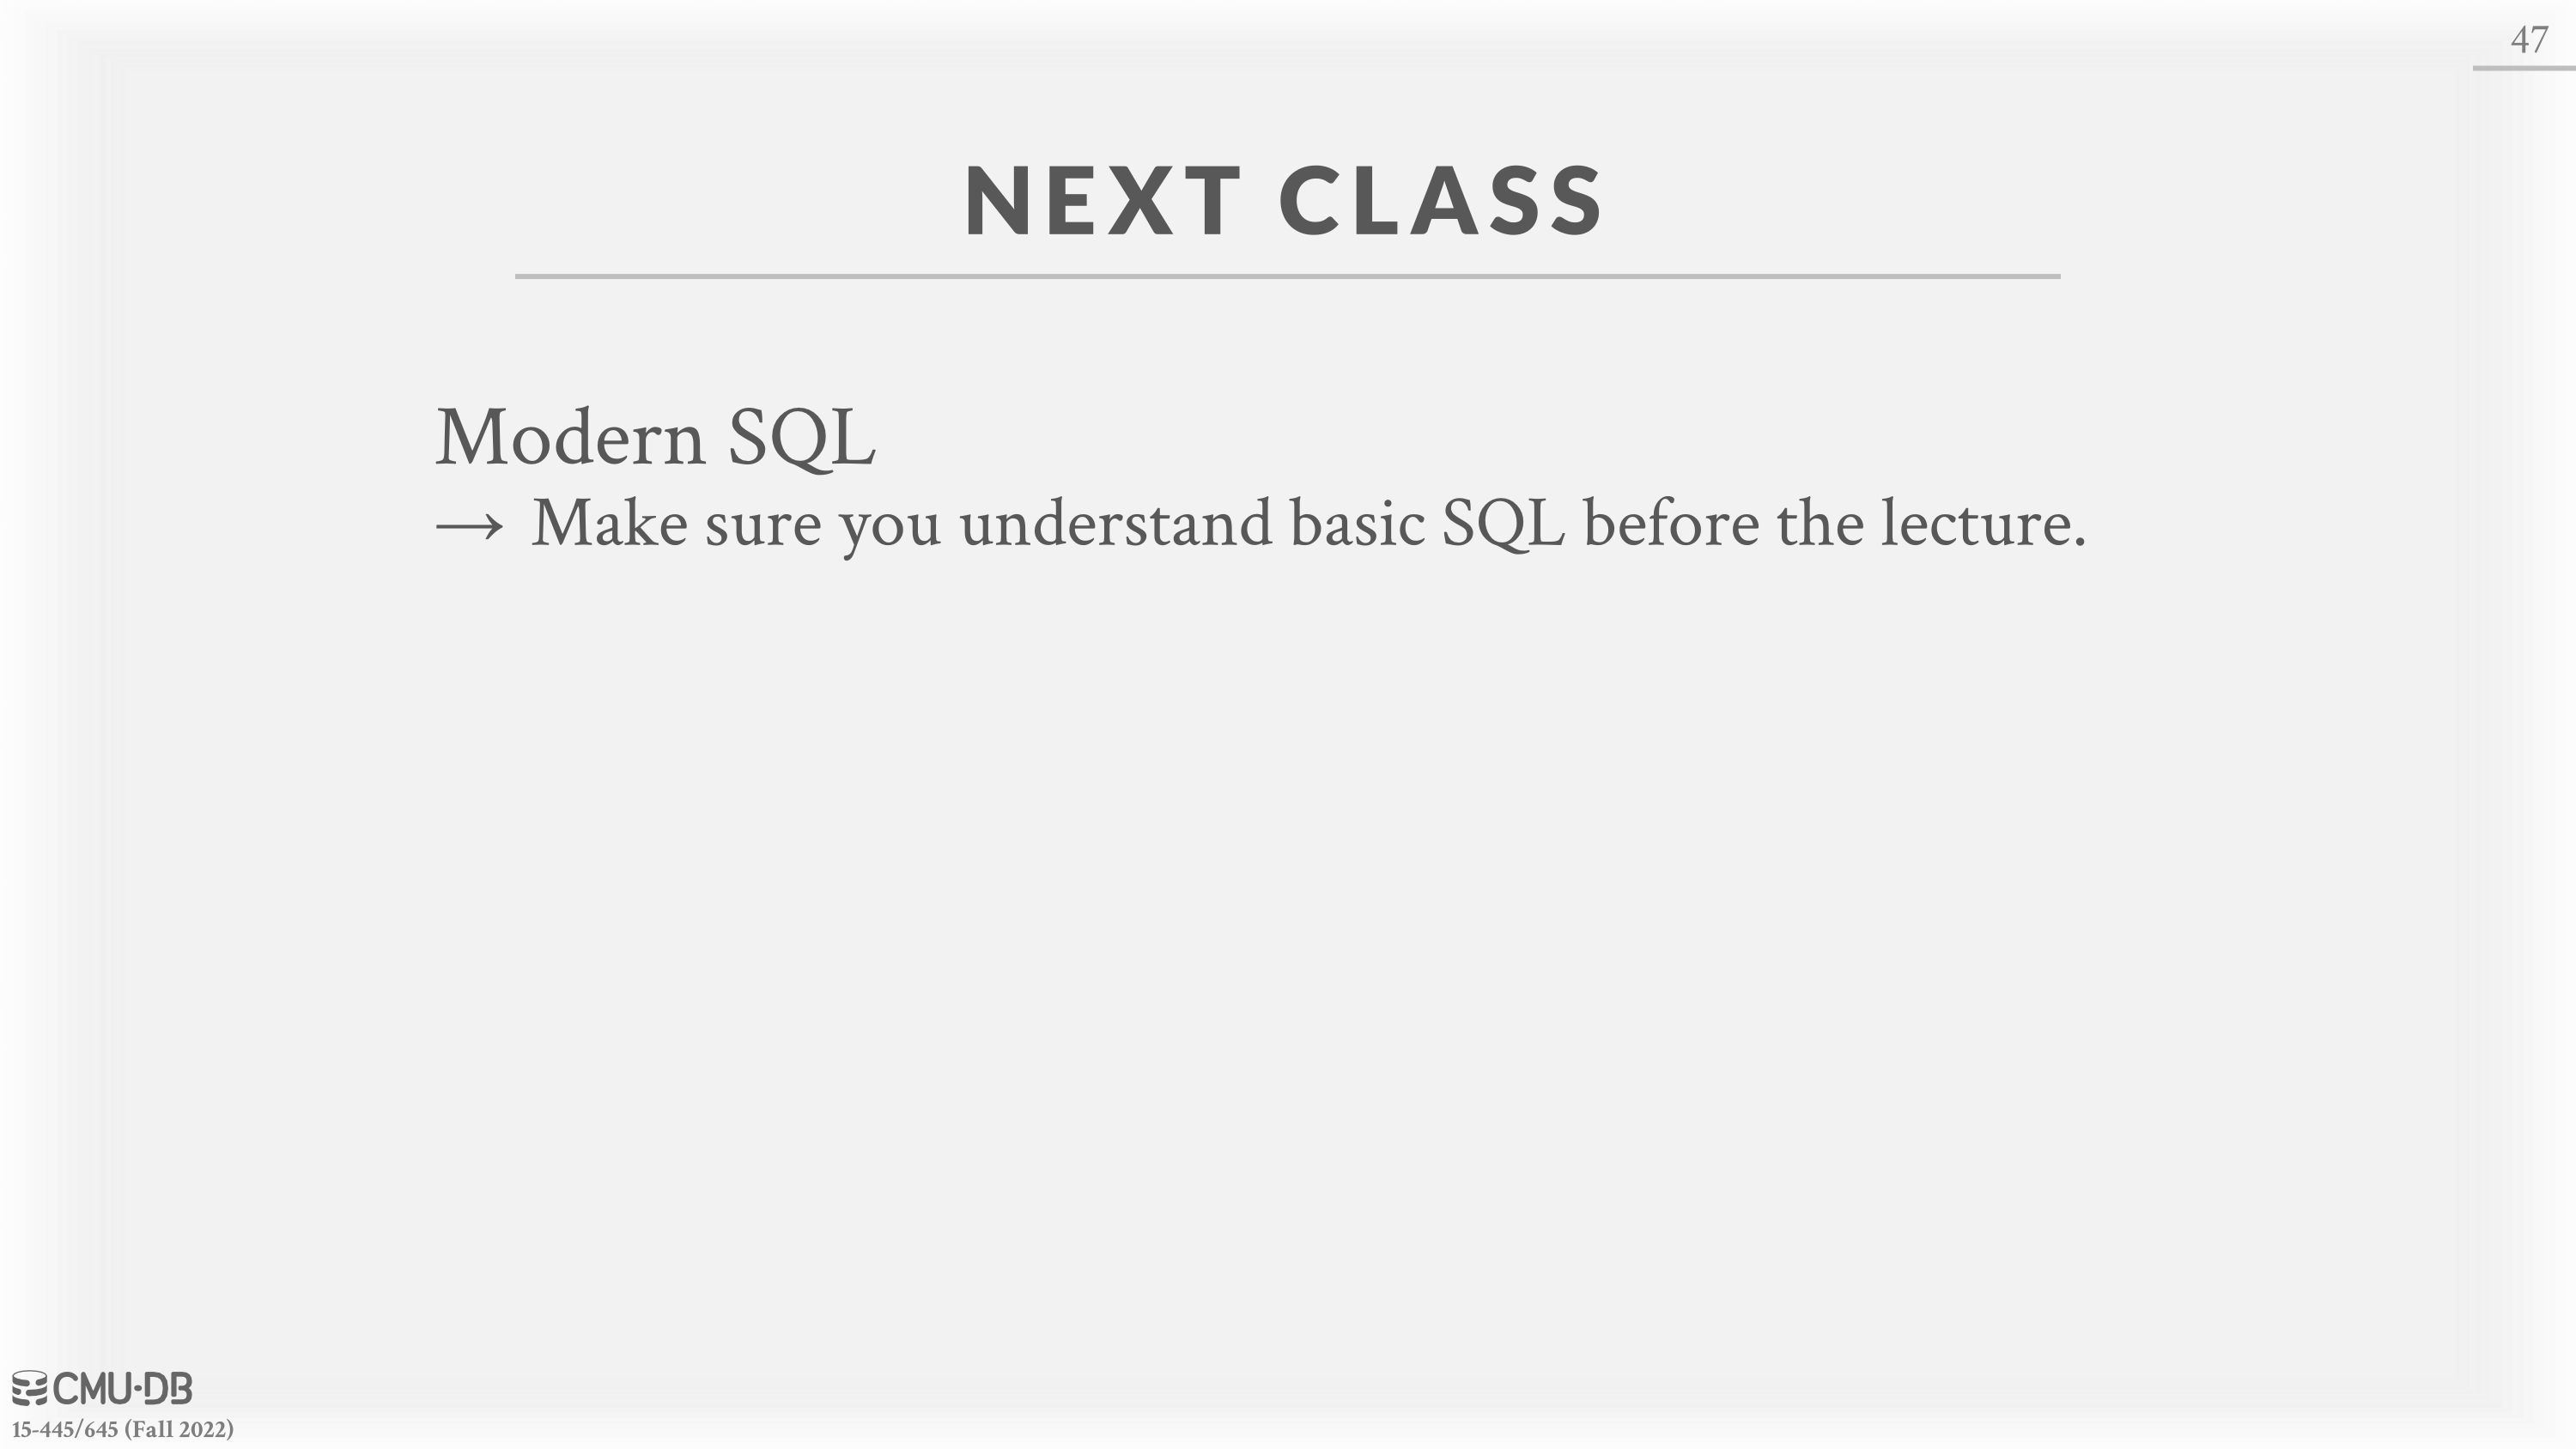 47
NEXT CLASS
Modern SQL
→ Make sure you understand basic SQL before the lecture.
CMU·DB
15-445/645 (Fall 2022)